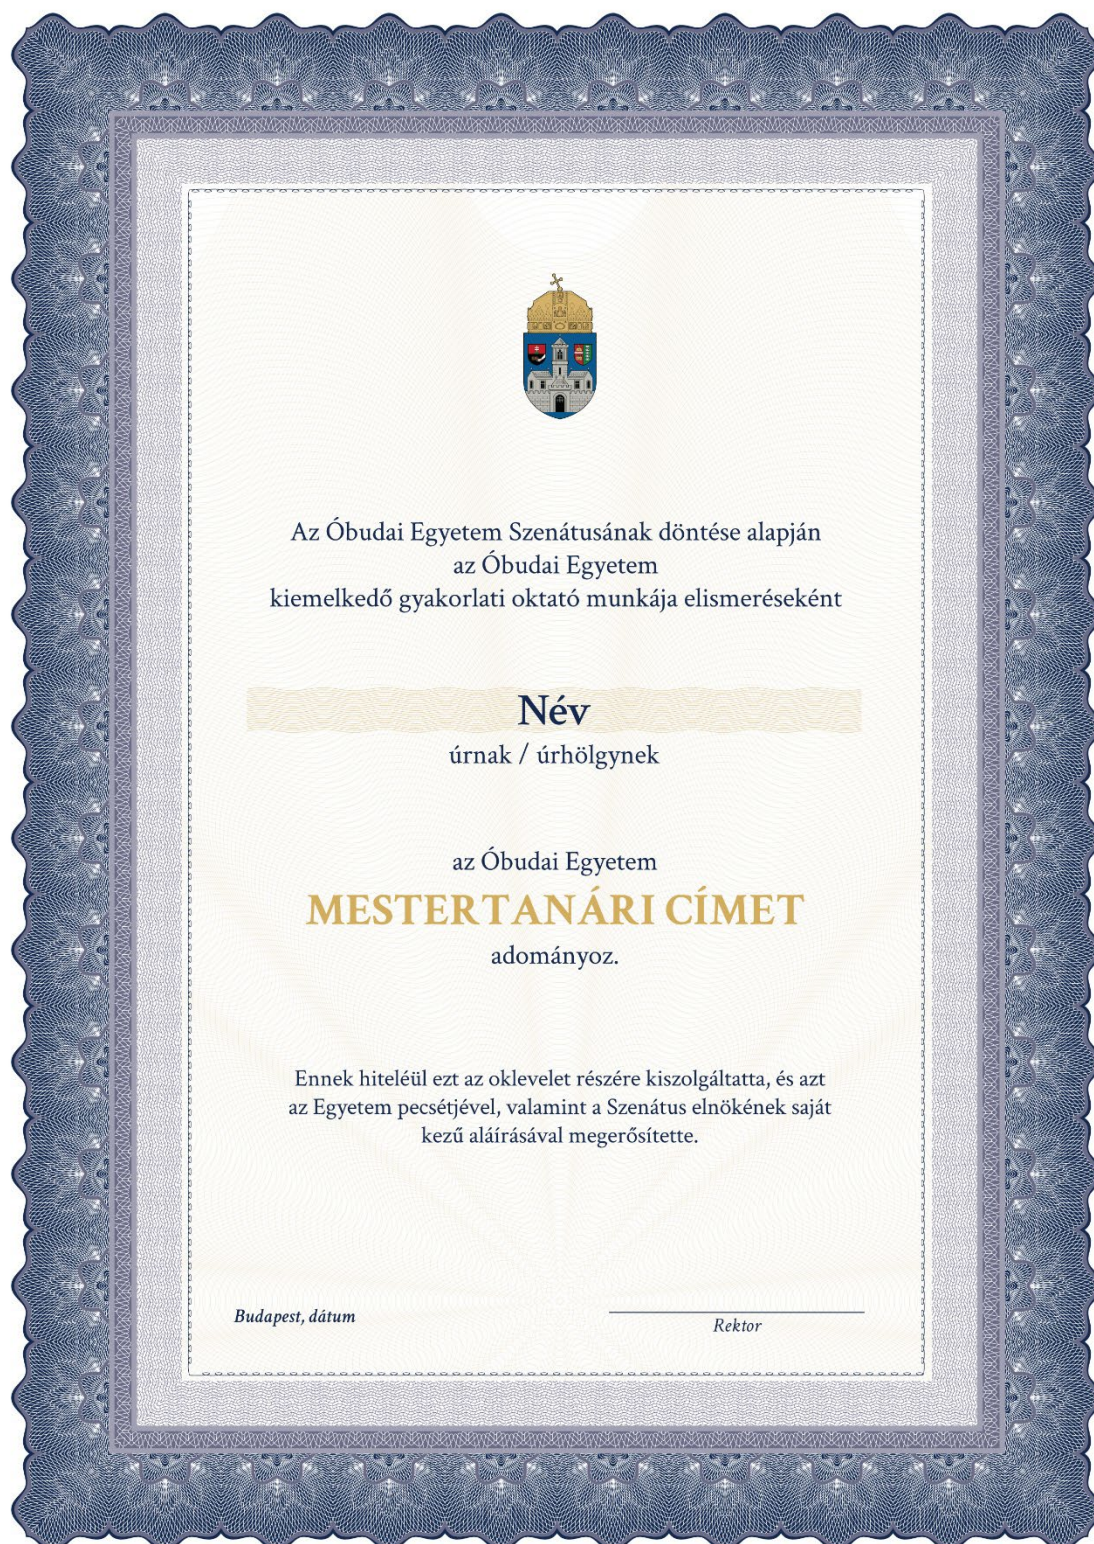 Az Óbudai Egyetem Szenátusának döntése alapján
az Óbudai Egyetem
kiemelkedő gyakorlati oktató munkája elismeréseként
Név
úrnak / úrhölgynek
az Óbudai Egyetem
MESTERTANÁRI CÍMET
adományoz.
Ennek hiteléül ezt az oklevelet részére kiszolgáltatta, és azt
az Egyetem pecsétjével, valamint a Szenátus elnökének saját
kezű aláírásával megerősítette.
Budapest, dátum
Rektor